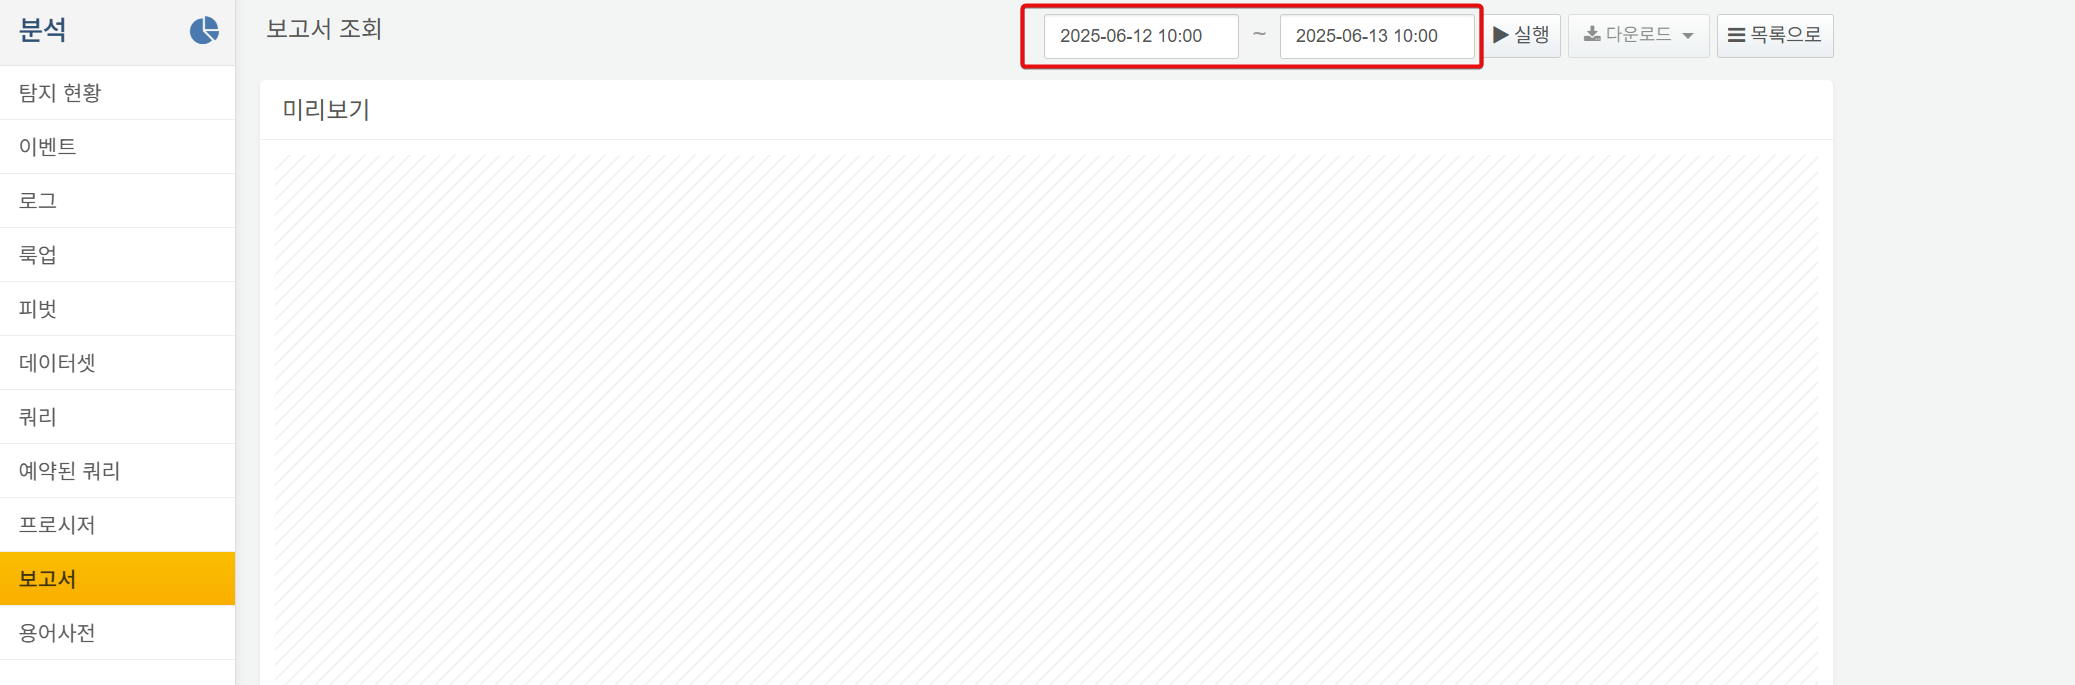 분석
보고서 조회
2025-06-12 10:00 ~ 2025-06-13 10:00 실행 다운로드 목록으로
탐지 현황
이벤트
로그
룩업
피벗
데이터셋
쿼리
예약된 쿼리
프로시저
보고서
용어사전
미리보기